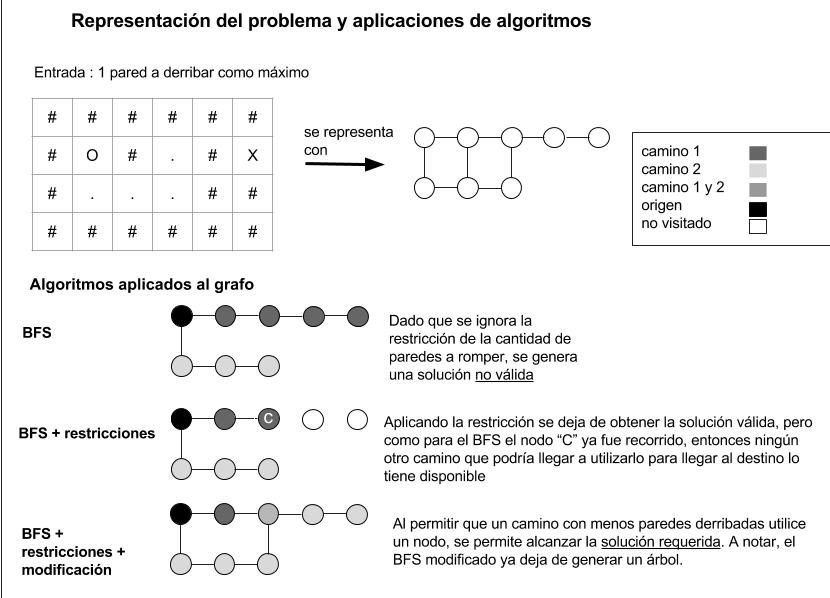 Representación del problema y aplicaciones de algoritmos
Entrada : 1 pared a derribar como máximo
# # # # # #
# O # . # X
# . . . # #
# # # # # #
se representa
con
camino 1
camino 2
camino 1 y 2
origen
no visitado
Algoritmos aplicados al grafo
BFS
Dado que se ignora la
restricción de la cantidad de
paredes a romper, se genera
una solución no válida
BFS + restricciones
C
Aplicando la restricción se deja de obtener la solución válida, pero
como para el BFS el nodo “C” ya fue recorrido, entonces ningún
otro camino que podría llegar a utilizarlo para llegar al destino lo
tiene disponible
BFS +
restricciones +
modificación
Al permitir que un camino con menos paredes derribadas utilice
un nodo, se permite alcanzar la solución requerida. A notar, el
BFS modificado ya deja de generar un árbol.